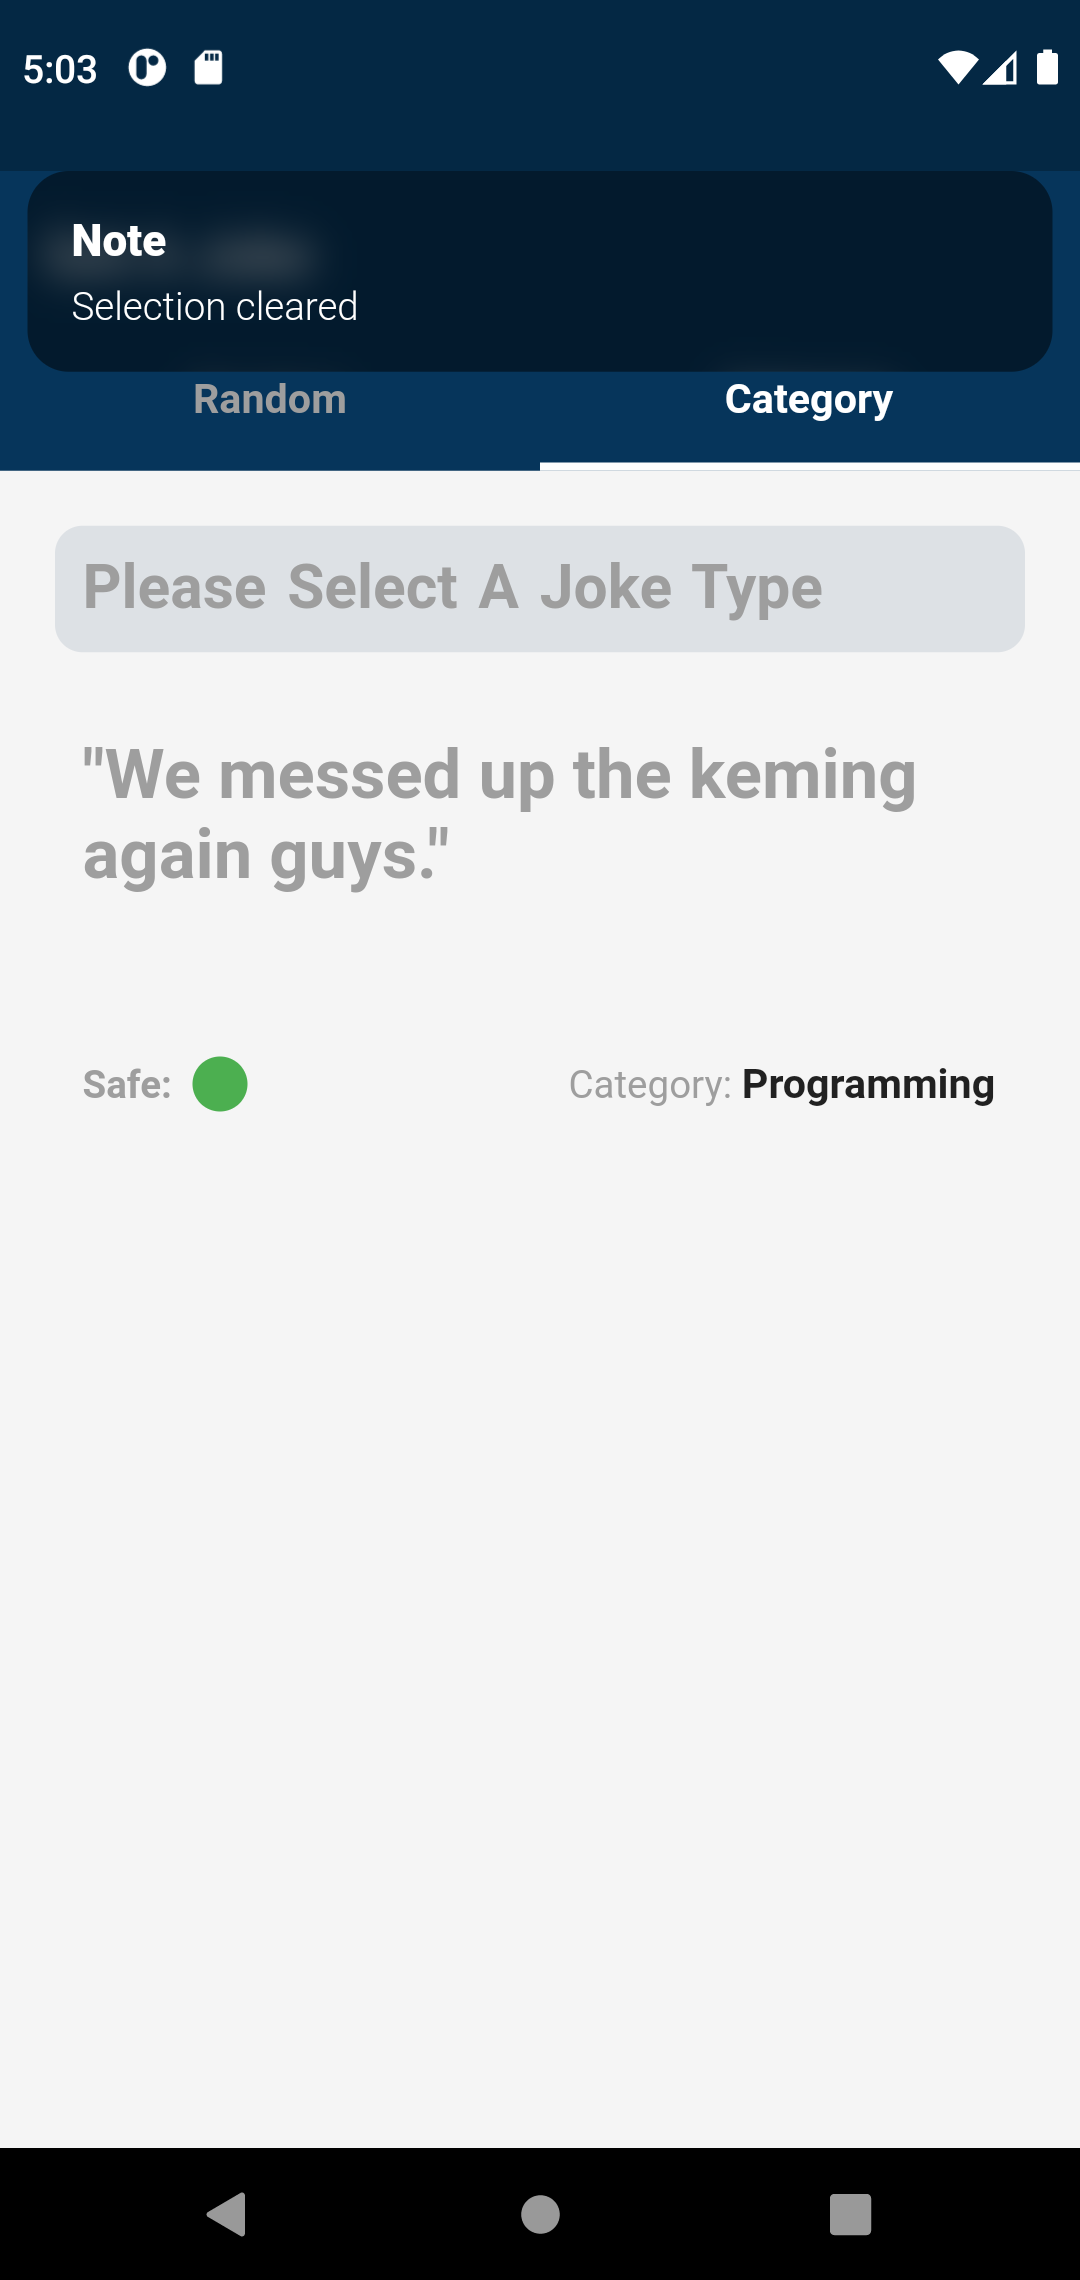 5:03
Note
Selection cleared
Random
Category
Please Select A Joke Type
"We messed up the keming
again guys."
Safe:
Category: Programming